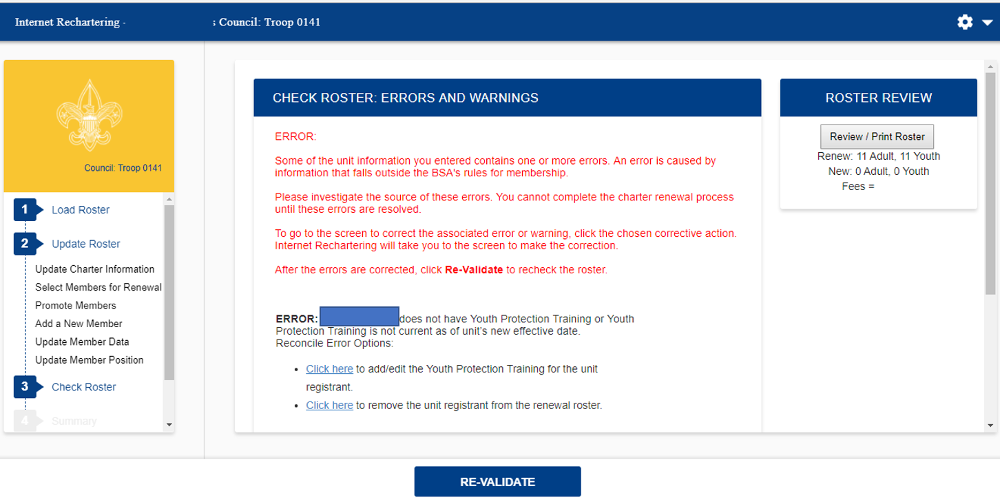 Internet Rechartering - s Council: Troop 0141
Council: Troop 0141
1 Load Roster
2 Update Roster
Update Charter Information
Select Members for Renewal
Promote Members
Add a New Member
Update Member Data
Update Member Position
3 Check Roster
4 Summary
CHECK ROSTER: ERRORS AND WARNINGS
ERROR:
Some of the unit information you entered contains one or more errors. An error is caused by
information that falls outside the BSA's rules for membership.
Please investigate the source of these errors. You cannot complete the charter renewal process
until these errors are resolved.
To go to the screen to correct the associated error or warning, click the chosen corrective action.
Internet Rechartering will take you to the screen to make the correction.
After the errors are corrected, click Re-Validate to recheck the roster.
ERROR: does not have Youth Protection Training or Youth
Protection Training is not current as of unit's new effective date.
Reconcile Error Options:
• Click here to add/edit the Youth Protection Training for the unit
registrant.
• Click here to remove the unit registrant from the renewal roster.
ROSTER REVIEW
Review / Print Roster
Renew: 11 Adult, 11 Youth
New: 0 Adult, 0 Youth
Fees =
RE-VALIDATE